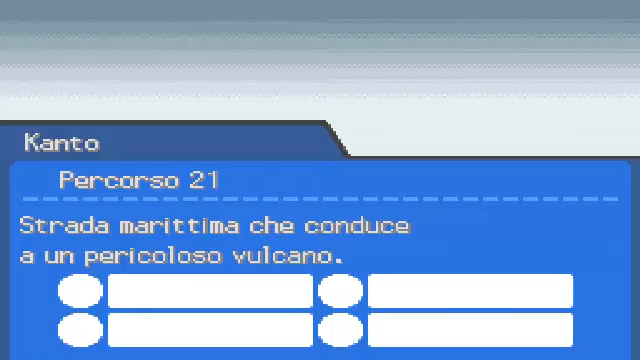 Kanto
Percorso 21
Strada marittima che conduce
a un pericoloso vulcano.